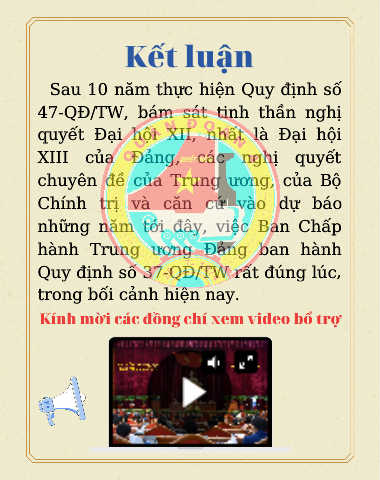 Kết luận
Sau 10 năm thực hiện Quy định số
47-QĐ/TW, bám sát tinh thần nghị
quyết Đại hội XII, nhất là Đại hội
XIII của Đảng, các nghị quyết
chuyên đề của Trung ương, của Bộ
Chính trị và căn cứ vào dự báo
những năm tới đây, việc Ban Chấp
hành Trung ương Đảng ban hành
Quy định số 37-QĐ/TW rất đúng lúc,
trong bối cảnh hiện nay.
Kính mời các đồng chí xem video bổ trợ